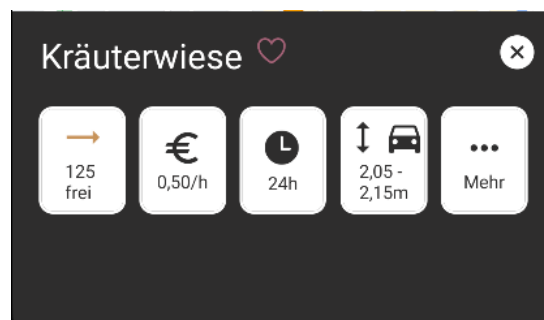 Kräuterwiese
125
frei
€
0,50/h
24h
2,05 -
2,15m
Mehr